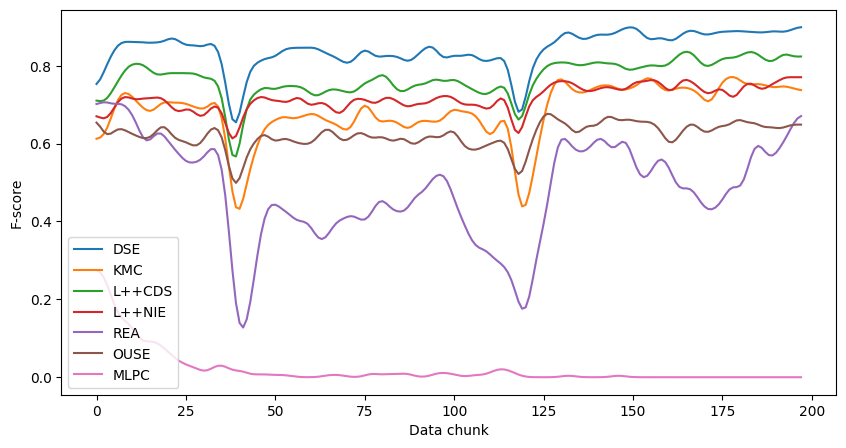 F-score
0.8
0.6
0.4
0.2
0.0
DSE
KMC
L++CDS
L++NIE
REA
OUSE
MLPC
0 25 50 75 100 125 150 175 200
Data chunk